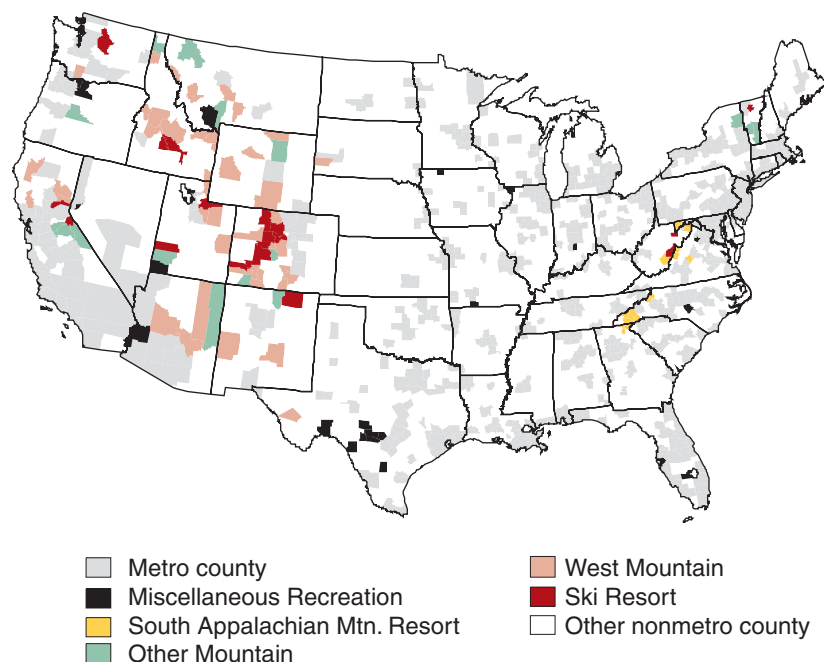 Metro county
Miscellaneous Recreation
South Appalachian Mtn. Resort
Other Mountain
West Mountain
Ski Resort
Other nonmetro county